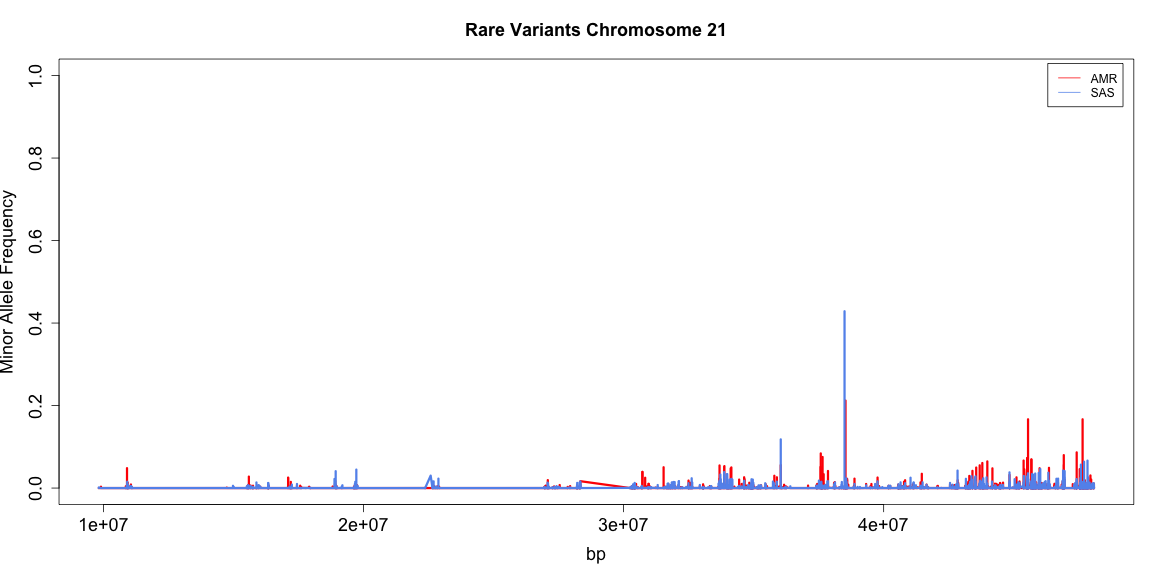 Rare Variants Chromosome 21
AMR
SAS
Minor Allele Frequency
1.0
0.8
0.6
0.4
0.2
0.0
1e+07 2e+07 3e+07 4e+07
bp